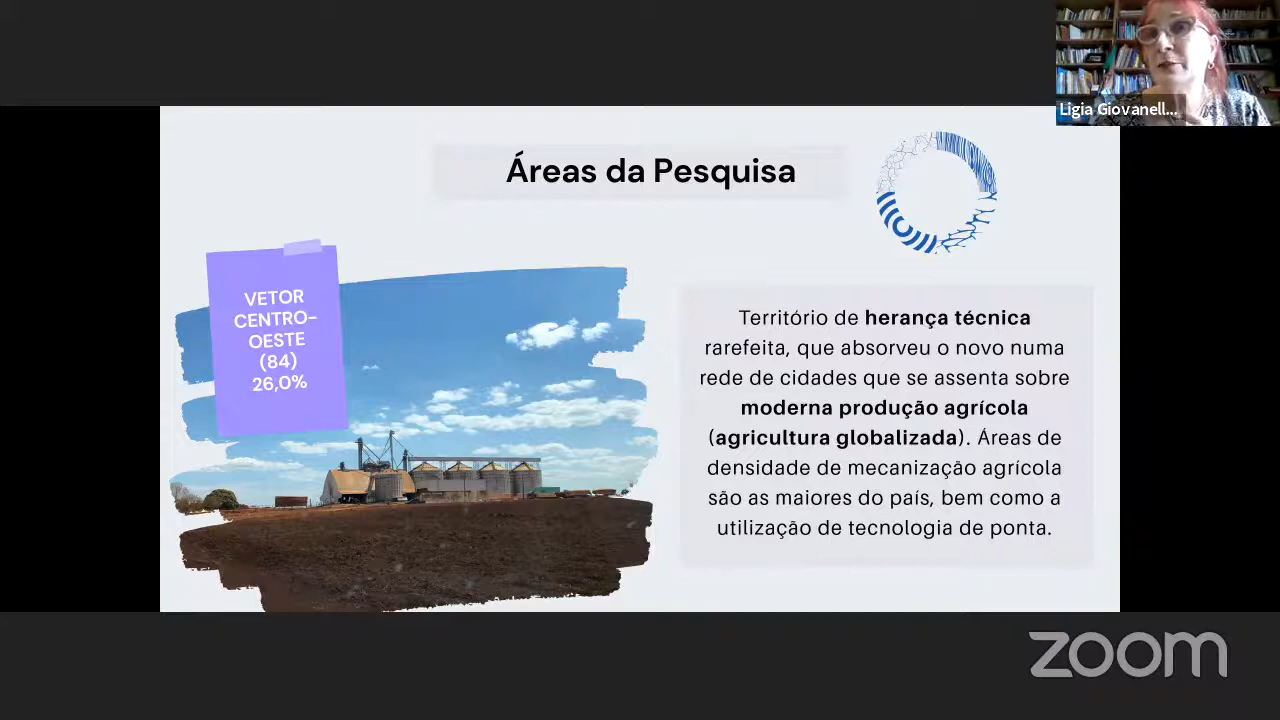 Ligia Giovanell...
Áreas da Pesquisa
VETOR
CENTRO-
OESTE
(84)
26,0%
Território de herança técnica
rarefeita, que absorveu o novo numa
rede de cidades que se assenta sobre
moderna produção agrícola
(agricultura globalizada). Áreas de
densidade de mecanização agrícola
são as maiores do país, bem como a
utilização de tecnologia de ponta.
zoom